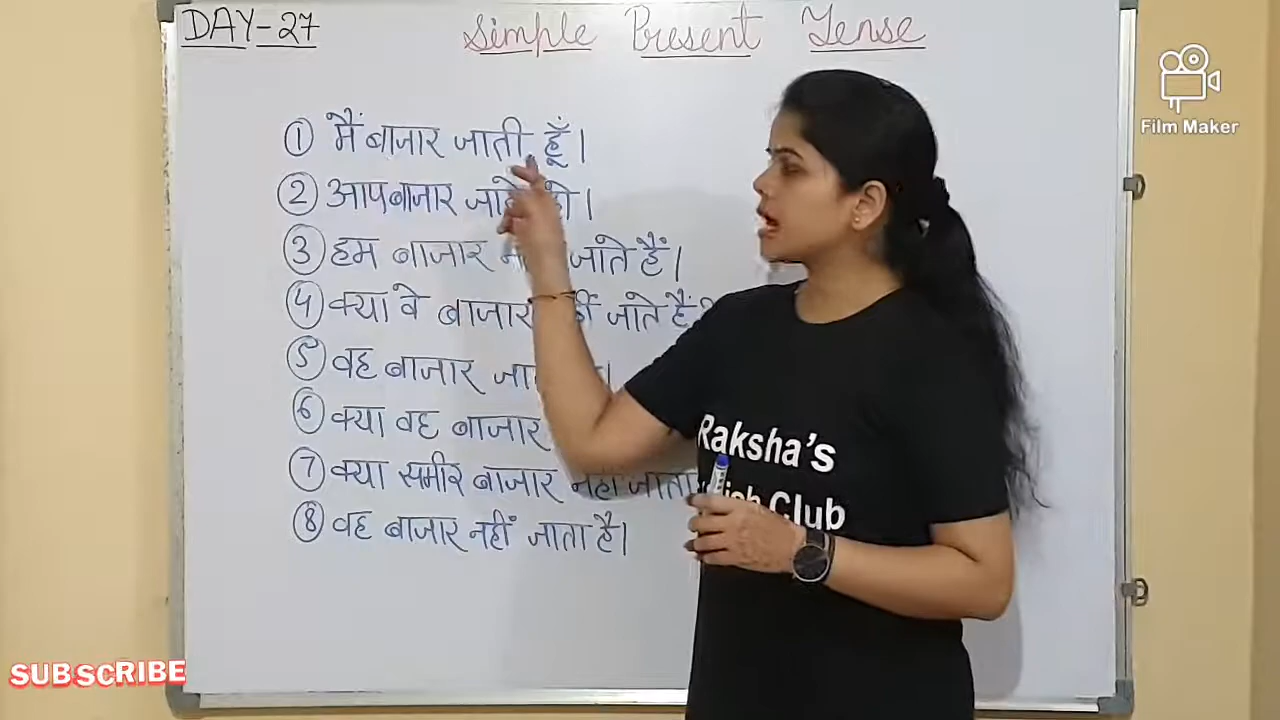 DAY-27
Simple Present Tense
① मैं बाजार जाती हूँ।
② आप बाजार
③ हम बाजार जाते हैं।
④ क्या वे बाजार जाते हैं
⑤ वह बाजार
⑥ क्या वह बाजार
⑦ क्या समीर बाजार नहीं जाता
⑧ वह बाजार नहीं जाता है।
Raksha's
Club
Film Maker
SUBSCRIBE